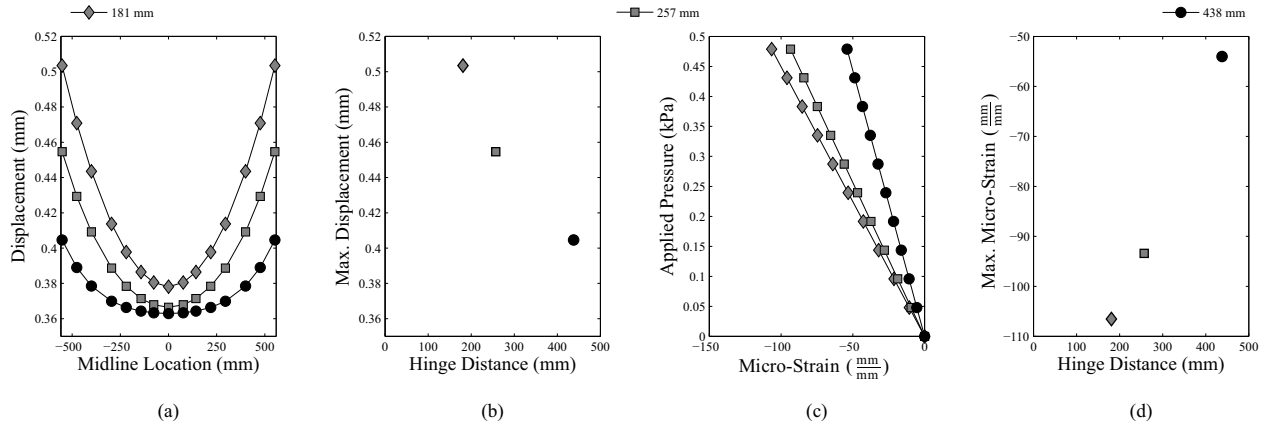 181 mm
257 mm
438 mm
0.52
0.5
0.48
0.46
0.44
0.42
0.4
0.38
0.36
Displacement (mm)
−500 −250 0 250 500
Midline Location (mm)
(a)
0.52
0.5
0.48
0.46
0.44
0.42
0.4
0.38
0.36
Max. Displacement (mm)
0 100 200 300 400 500
Hinge Distance (mm)
(b)
0.5
0.45
0.4
0.35
0.3
0.25
0.2
0.15
0.1
0.05
0
Applied Pressure (kPa)
−150 −100 −50 0
Micro-Strain (mm/mm)
(c)
−50
−60
−70
−80
−90
−100
−110
Max. Micro-Strain (mm/mm)
0 100 200 300 400 500
Hinge Distance (mm)
(d)